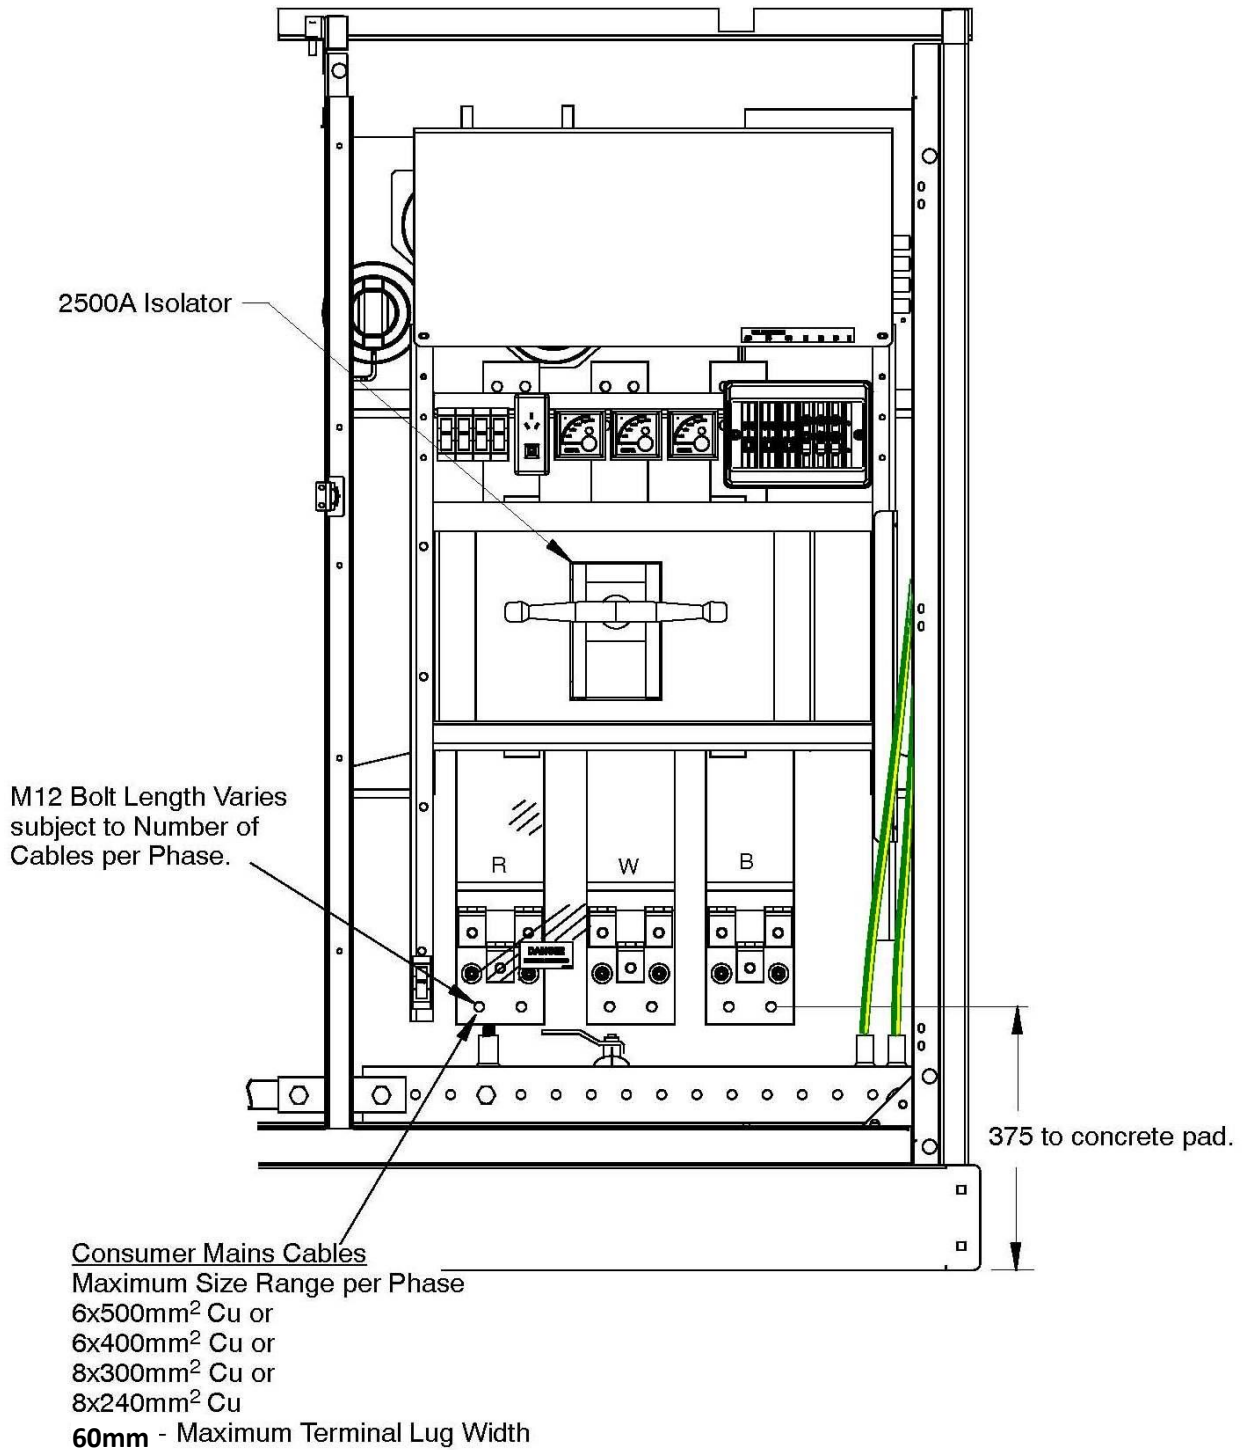 2500A Isolator
M12 Bolt Length Varies
subject to Number of
Cables per Phase.
R
W
B
DANGER
375 to concrete pad.
Consumer Mains Cables
Maximum Size Range per Phase
6x500mm² Cu or
6x400mm² Cu or
8x300mm² Cu or
8x240mm² Cu
60mm - Maximum Terminal Lug Width